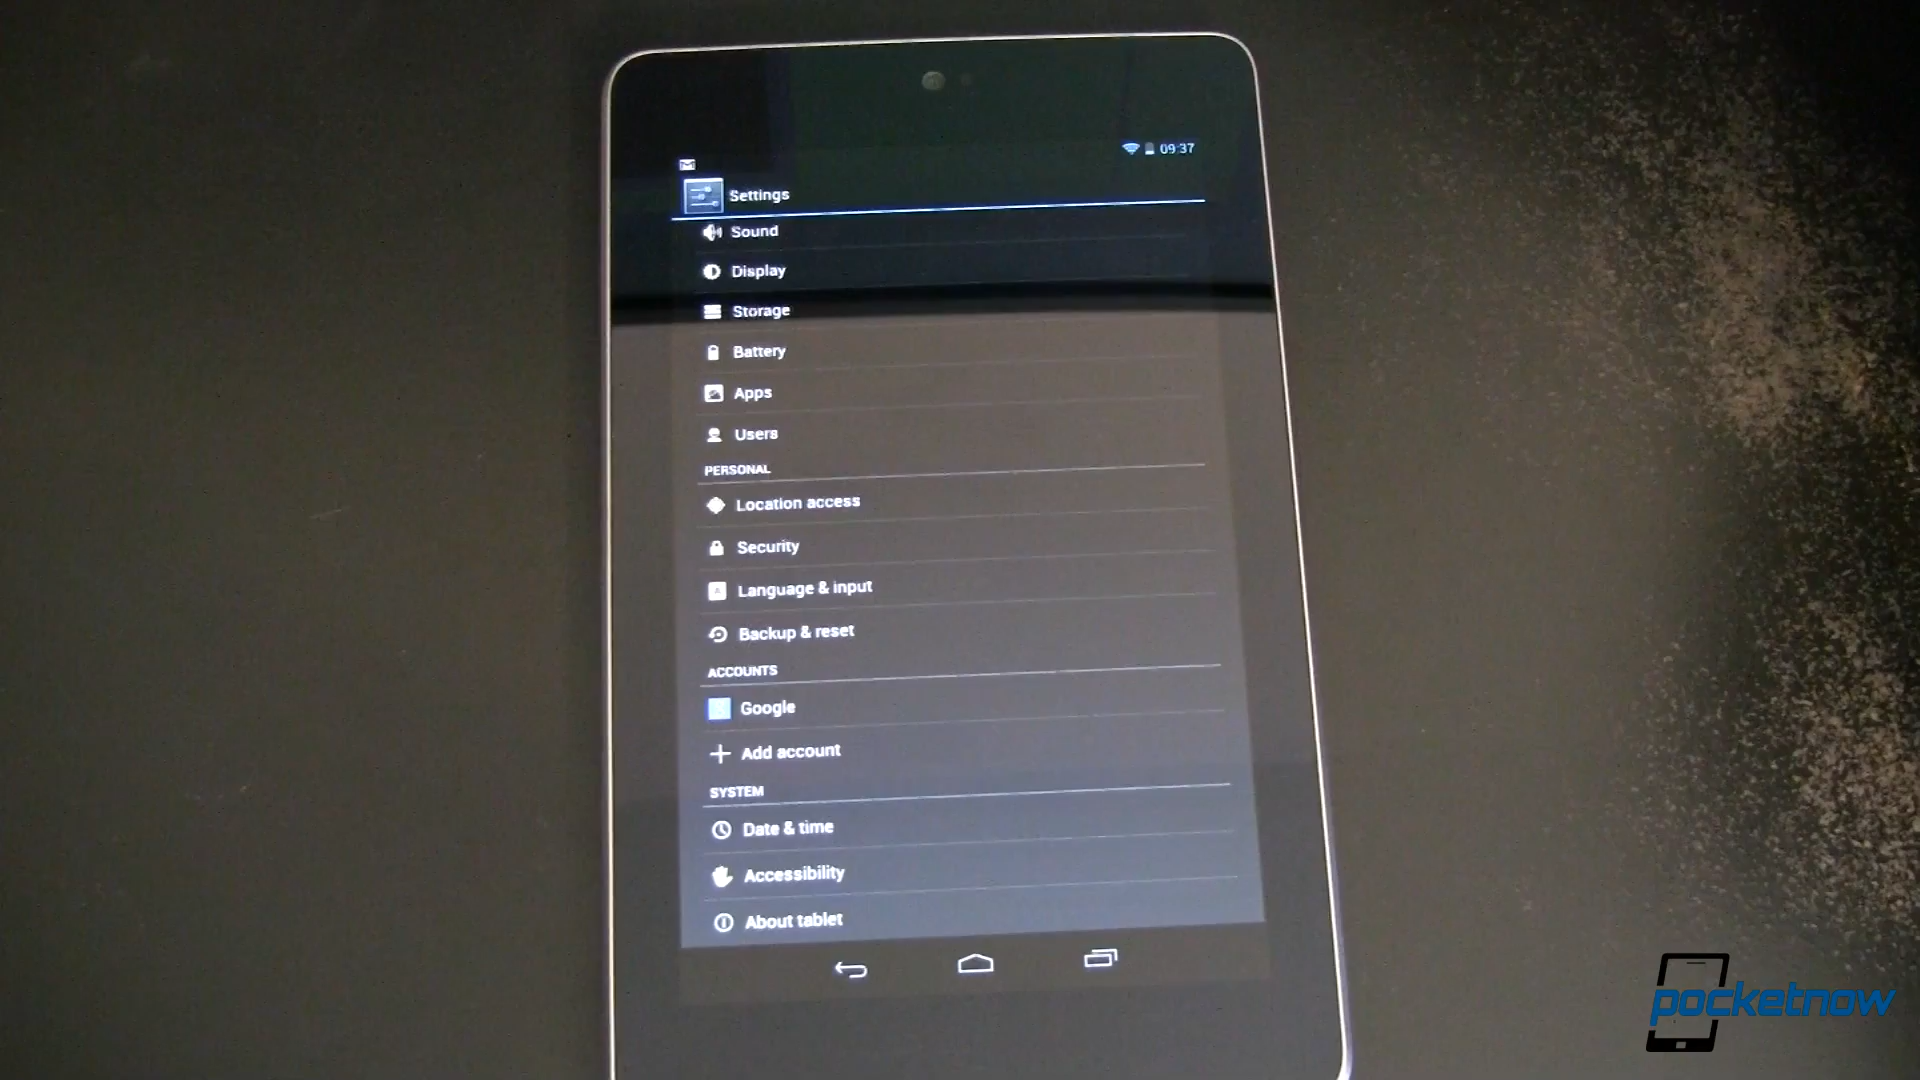 09:37
Settings
Sound
Display
Storage
Battery
Apps
Users
PERSONAL
Location access
Security
Language & input
Backup & reset
ACCOUNTS
Google
Add account
SYSTEM
Date & time
Accessibility
About tablet
pocketnow